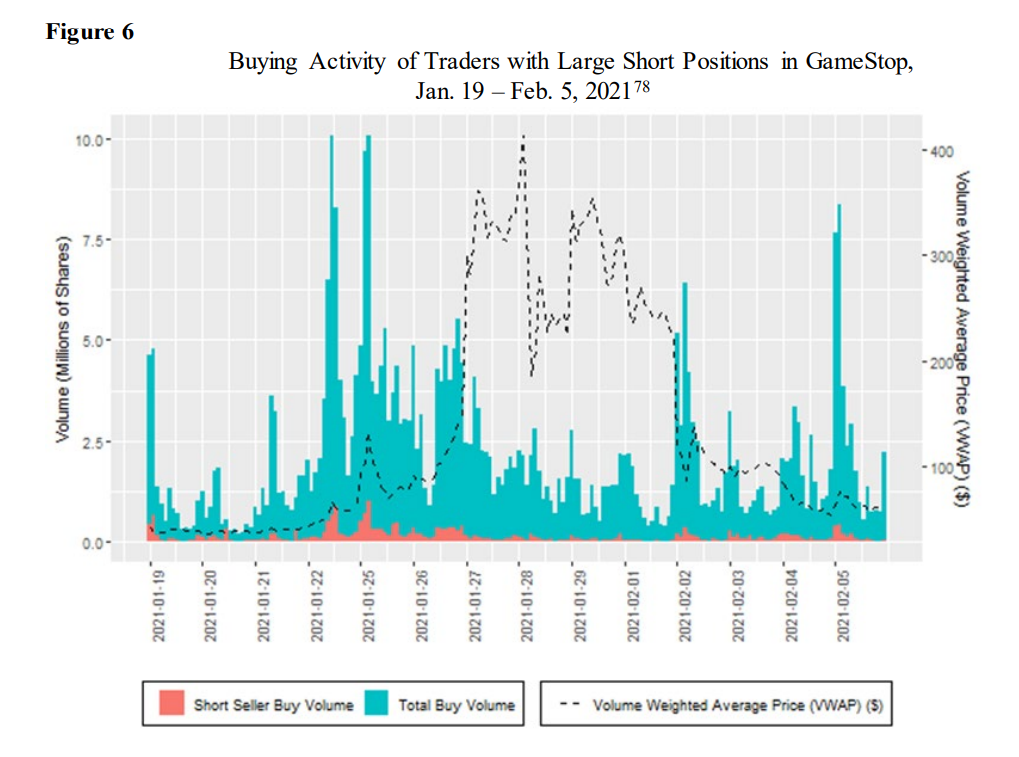 Figure 6
Buying Activity of Traders with Large Short Positions in GameStop,
Jan. 19 – Feb. 5, 2021⁷⁸
Volume (Millions of Shares)
10.0
7.5
5.0
2.5
0.0
400
300
200
100
Volume Weighted Average Price (VWAP) ($)
2021-01-19
2021-01-20
2021-01-21
2021-01-22
2021-01-25
2021-01-26
2021-01-27
2021-01-28
2021-01-29
2021-02-01
2021-02-02
2021-02-03
2021-02-04
2021-02-05
Short Seller Buy Volume
Total Buy Volume
Volume Weighted Average Price (VWAP) ($)